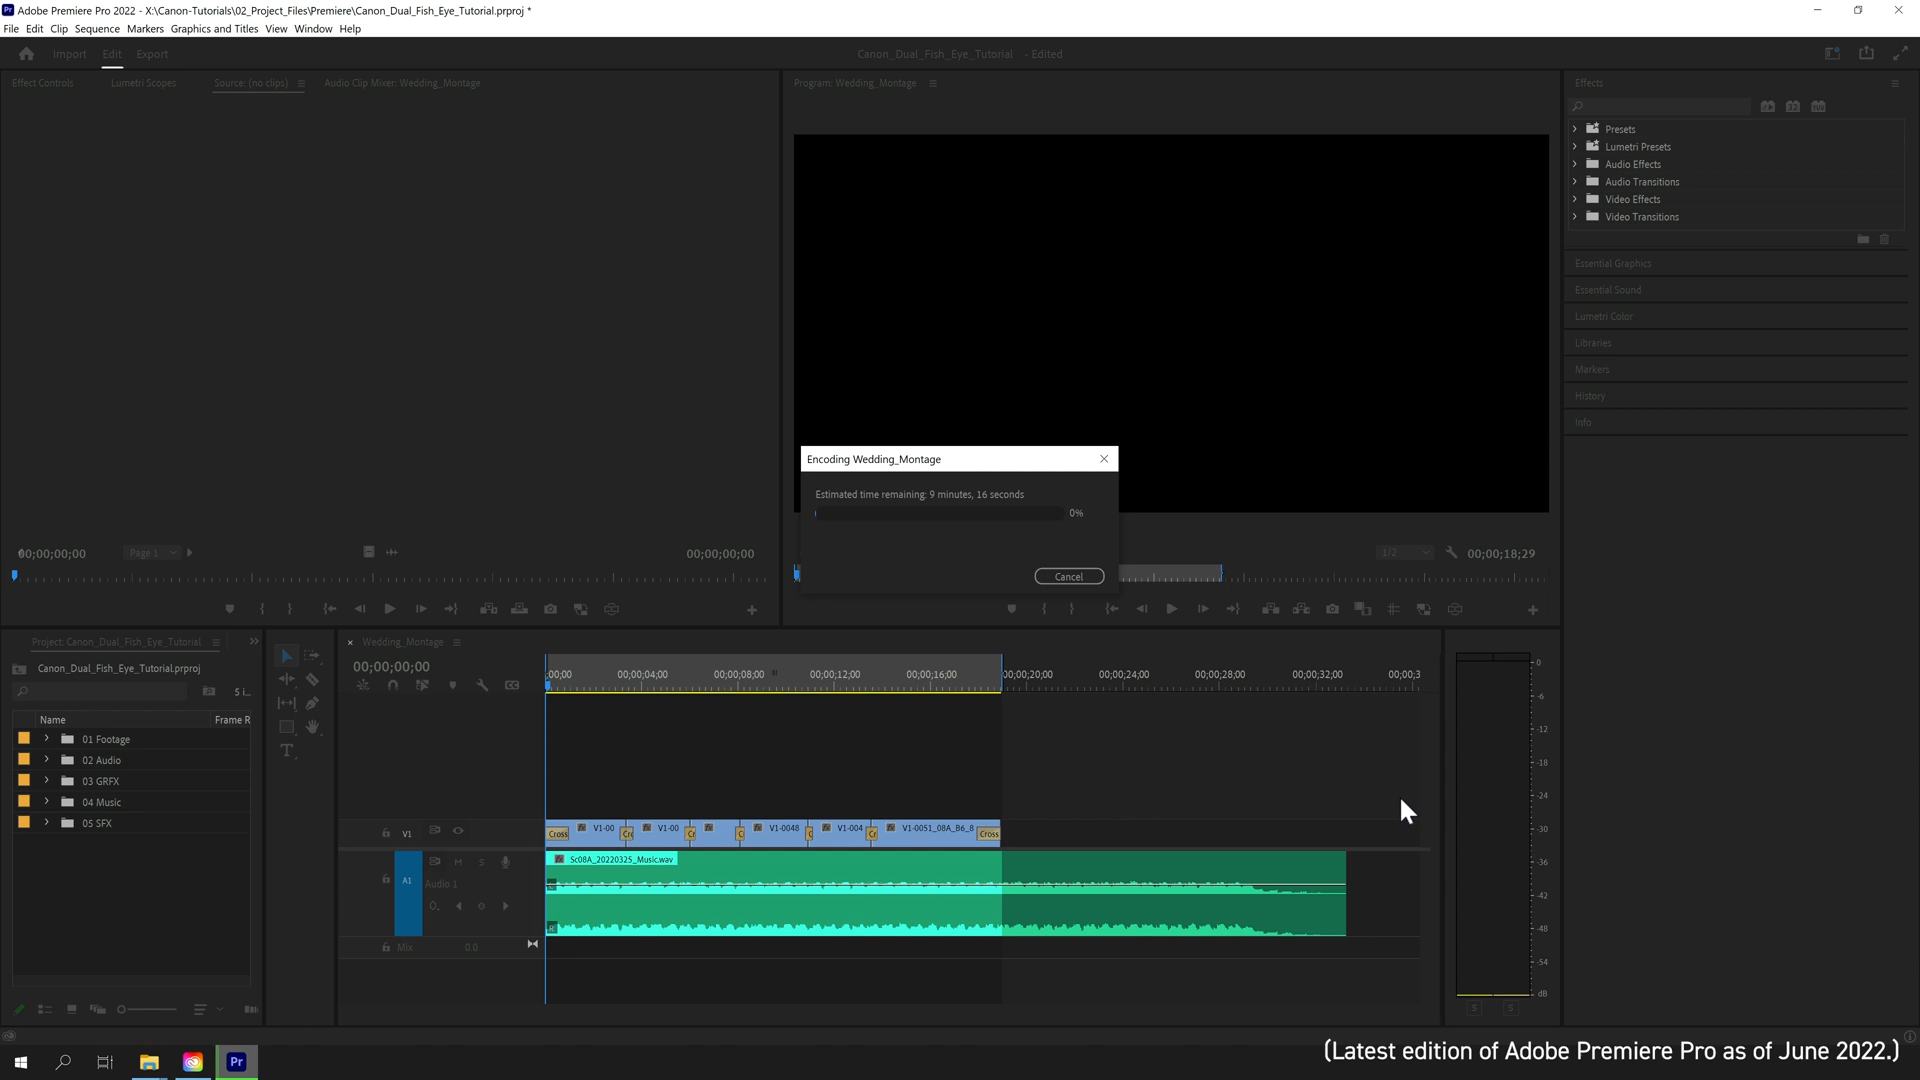 Adobe Premiere Pro 2022 - X:\Canon-Tutorials\02_Project_Files\Premiere\Canon_Dual_Fish_Eye_Tutorial.prproj *
File Edit Clip Sequence Markers Graphics and Titles View Window Help
Import Edit Export
Canon_Dual_Fish_Eye_Tutorial - Edited
Effect Controls Lumetri Scopes Source: (no clips) Audio Clip Mixer: Wedding_Montage
Program: Wedding_Montage
Effects
Presets
Lumetri Presets
Audio Effects
Audio Transitions
Video Effects
Video Transitions
Essential Graphics
Essential Sound
Lumetri Color
Libraries
Markers
History
Info
Encoding Wedding_Montage
Estimated time remaining: 9 minutes, 16 seconds
0%
Cancel
00;00;00;00 Page 1 00;00;00;00
1/2 00;00;18;29
Project: Canon_Dual_Fish_Eye_Tutorial
Canon_Dual_Fish_Eye_Tutorial.prproj
5 i...
Name Frame R
01 Footage
02 Audio
03 GRFX
04 Music
05 SFX
Wedding_Montage
00;00;00;00
;00;00 00;00;04;00 00;00;08;00 00;00;12;00 00;00;16;00 00;00;20;00 00;00;24;00 00;00;28;00 00;00;32;00 00;00;3
V1
Cross V1-00 Cr V1-00 Cr C V1-0048 C V1-004 Cr V1-0051_08A_B6_8 Cross
A1 M S
Audio 1
Sc08A_20220325_Music.wav
L
R
Mix 0.0
0
-6
-12
-18
-24
-30
-36
-42
-48
-54
dB
S S
Pr
(Latest edition of Adobe Premiere Pro as of June 2022.)